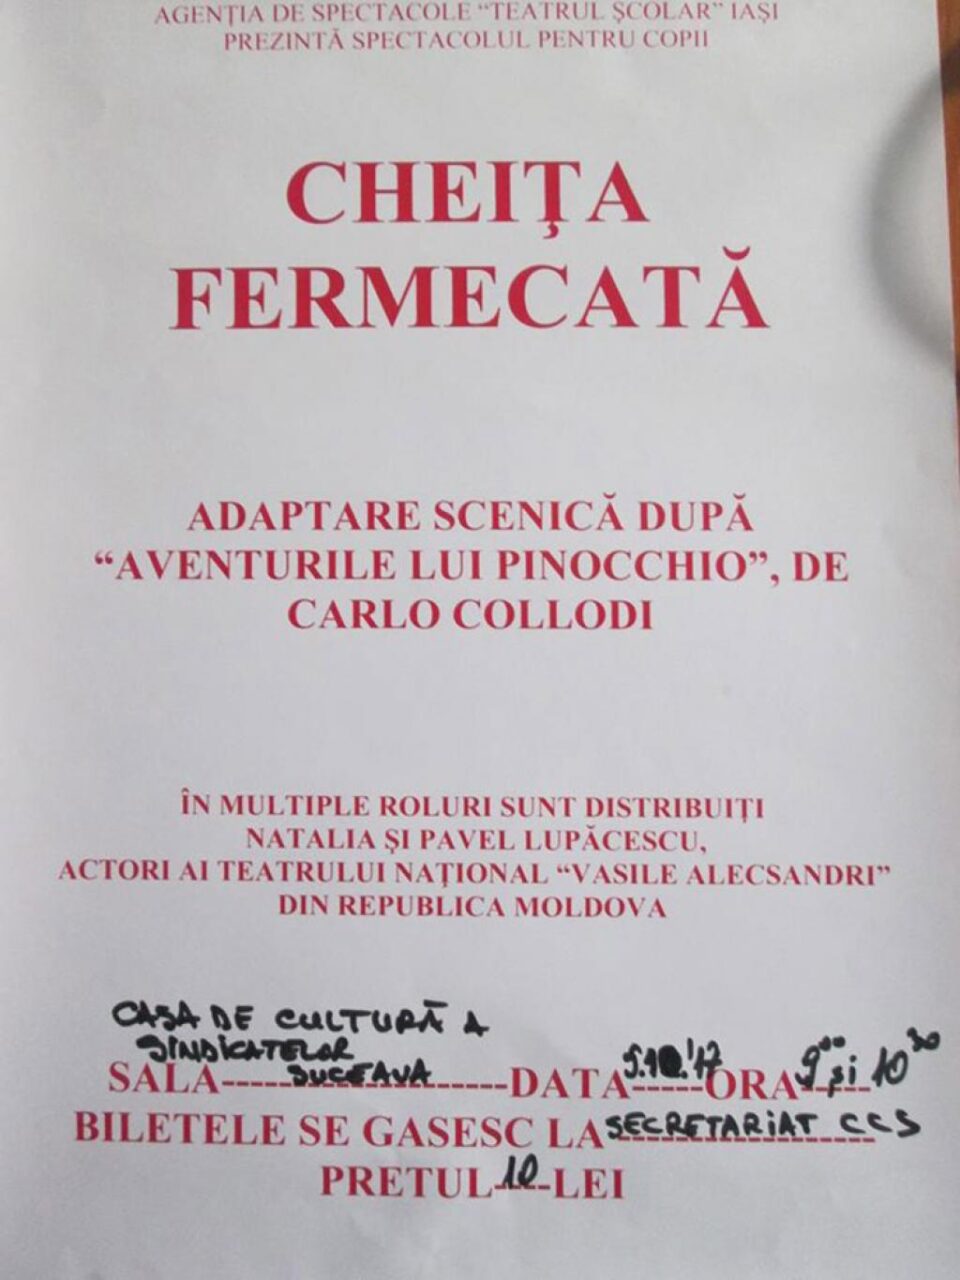 AGENȚIA DE SPECTACOLE “TEATRUL ȘCOLAR” IAȘI
PREZINTĂ SPECTACOLUL PENTRU COPII
CHEIȚA
FERMECATĂ
ADAPTARE SCENICĂ DUPĂ
“AVENTURILE LUI PINOCCHIO”, DE
CARLO COLLODI
ÎN MULTIPLE ROLURI SUNT DISTRIBUIȚI
NATALIA ȘI PAVEL LUPĂCESCU,
ACTORI AI TEATRULUI NAȚIONAL “VASILE ALECSANDRI”
DIN REPUBLICA MOLDOVA
CASA DE CULTURĂ A
SINDICATELOR
SALA SUCEAVA DATA 5.10.'17 ORA 9⁰⁰ și 10³⁰
BILETELE SE GASESC LA SECRETARIAT CCS
PRETUL 10 LEI